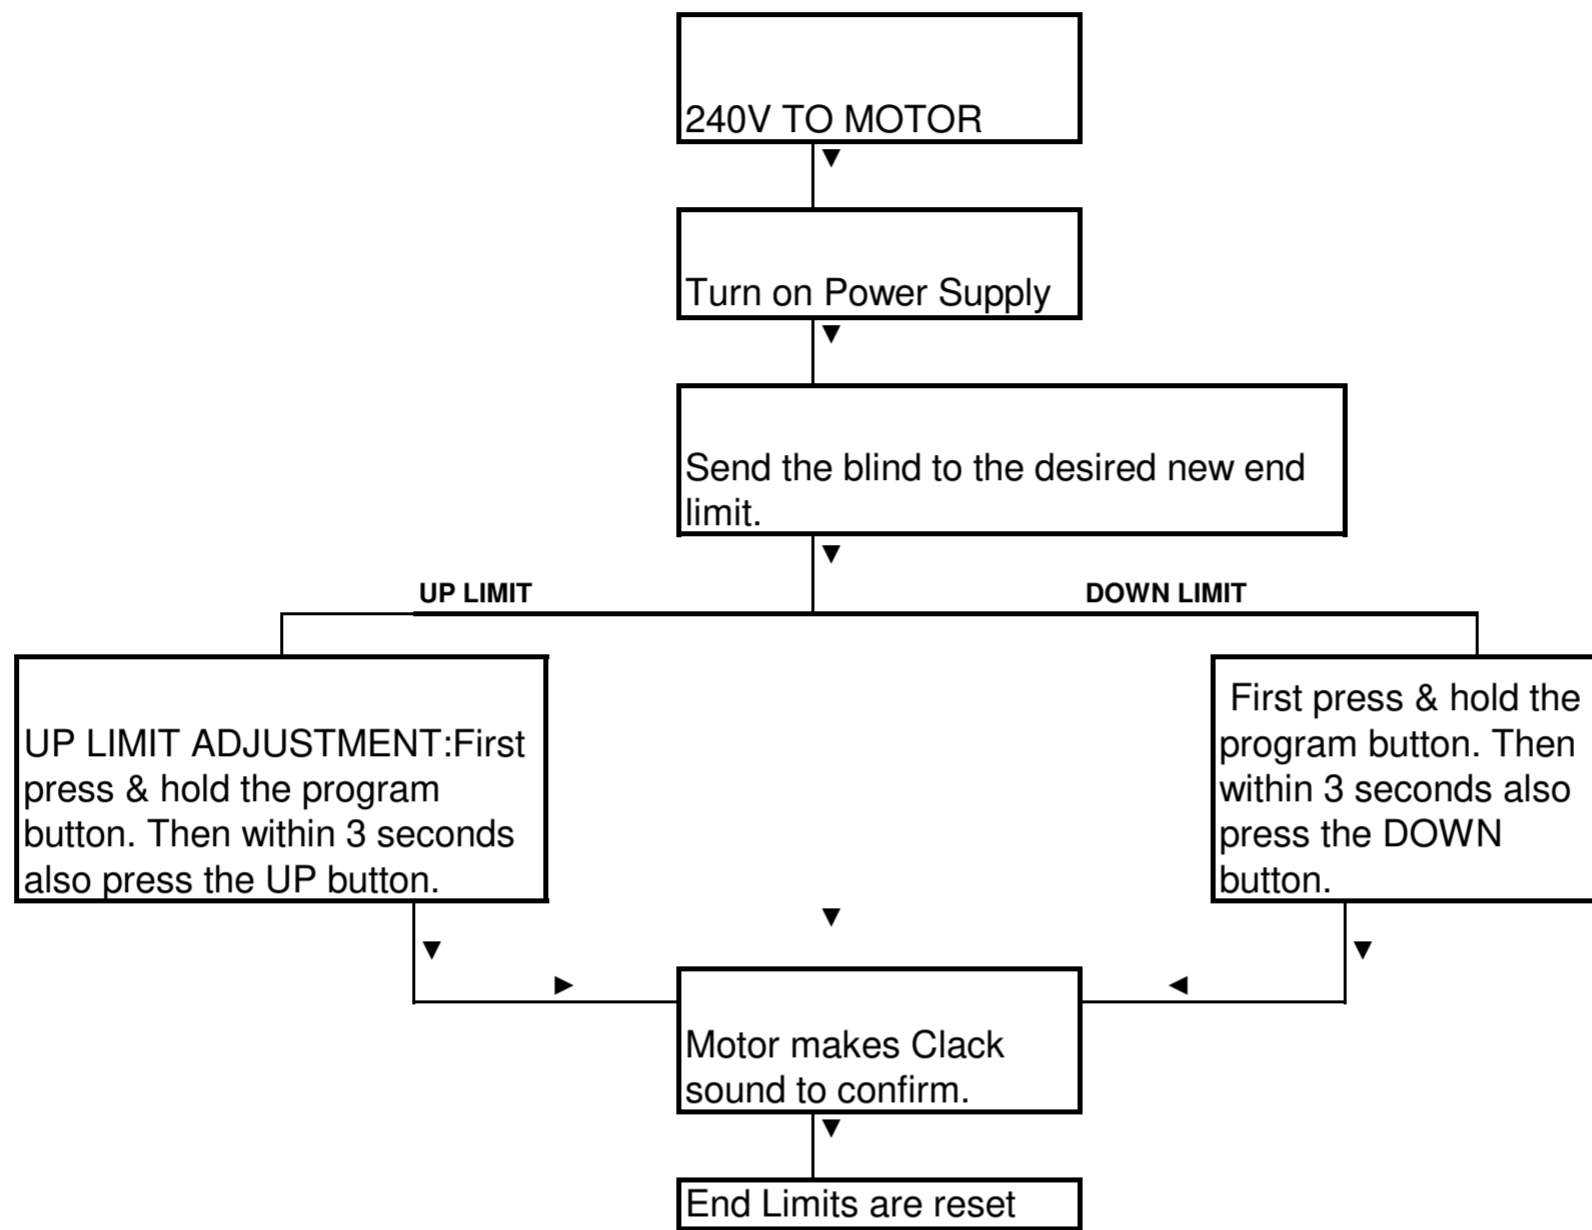 240V TO MOTOR
▼
Turn on Power Supply
▼
Send the blind to the desired new end
limit.
▼
UP LIMIT
DOWN LIMIT
UP LIMIT ADJUSTMENT:First
press & hold the program
button. Then within 3 seconds
also press the UP button.
First press & hold the
program button. Then
within 3 seconds also
press the DOWN
button.
▼
▼
▼
►
◄
Motor makes Clack
sound to confirm.
▼
End Limits are reset